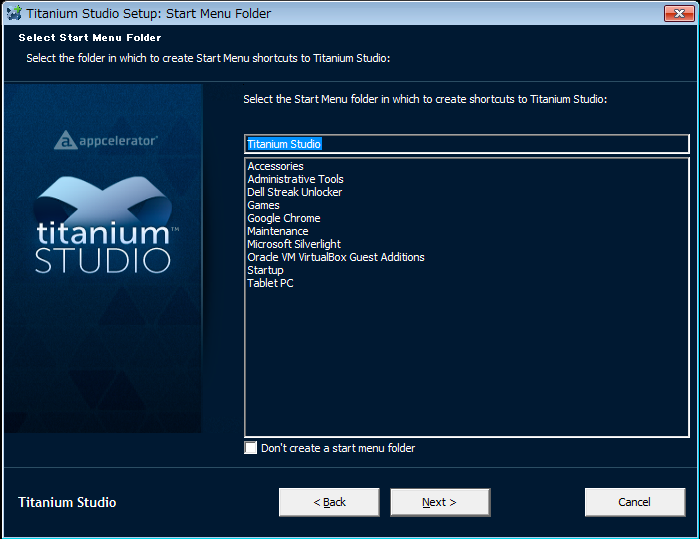 Titanium Studio Setup: Start Menu Folder
Select Start Menu Folder
Select the folder in which to create Start Menu shortcuts to Titanium Studio:
appcelerator®
titanium™
STUDIO
Select the Start Menu folder in which to create shortcuts to Titanium Studio:
Titanium Studio
Accessories
Administrative Tools
Dell Streak Unlocker
Games
Google Chrome
Maintenance
Microsoft Silverlight
Oracle VM VirtualBox Guest Additions
Startup
Tablet PC
Don't create a start menu folder
Titanium Studio
< Back
Next >
Cancel